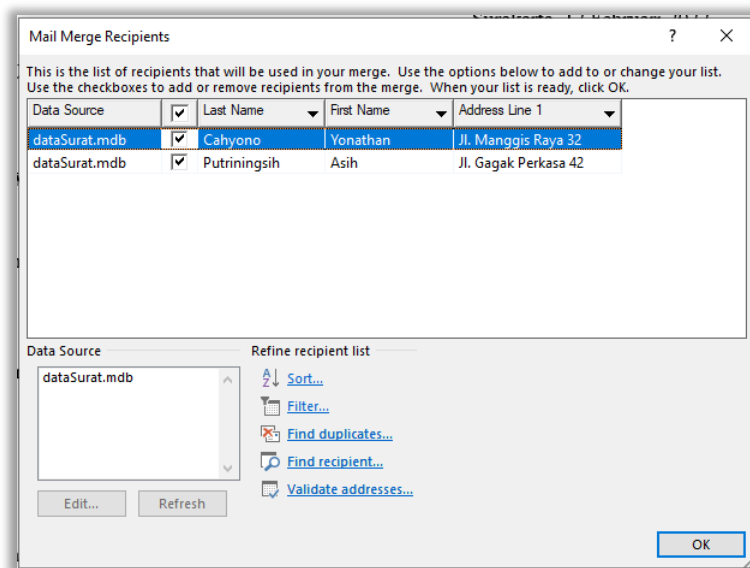 Surakarta, 17 Februari 2022
Mail Merge Recipients ?
This is the list of recipients that will be used in your merge. Use the options below to add to or change your list.
Use the checkboxes to add or remove recipients from the merge. When your list is ready, click OK.
Data Source Last Name First Name Address Line 1
dataSurat.mdb Cahyono Yonathan Jl. Manggis Raya 32
dataSurat.mdb Putriningsih Asih Jl. Gagak Perkasa 42
Data Source Refine recipient list
dataSurat.mdb
Sort...
Filter...
Find duplicates...
Find recipient...
Validate addresses...
Edit... Refresh
OK